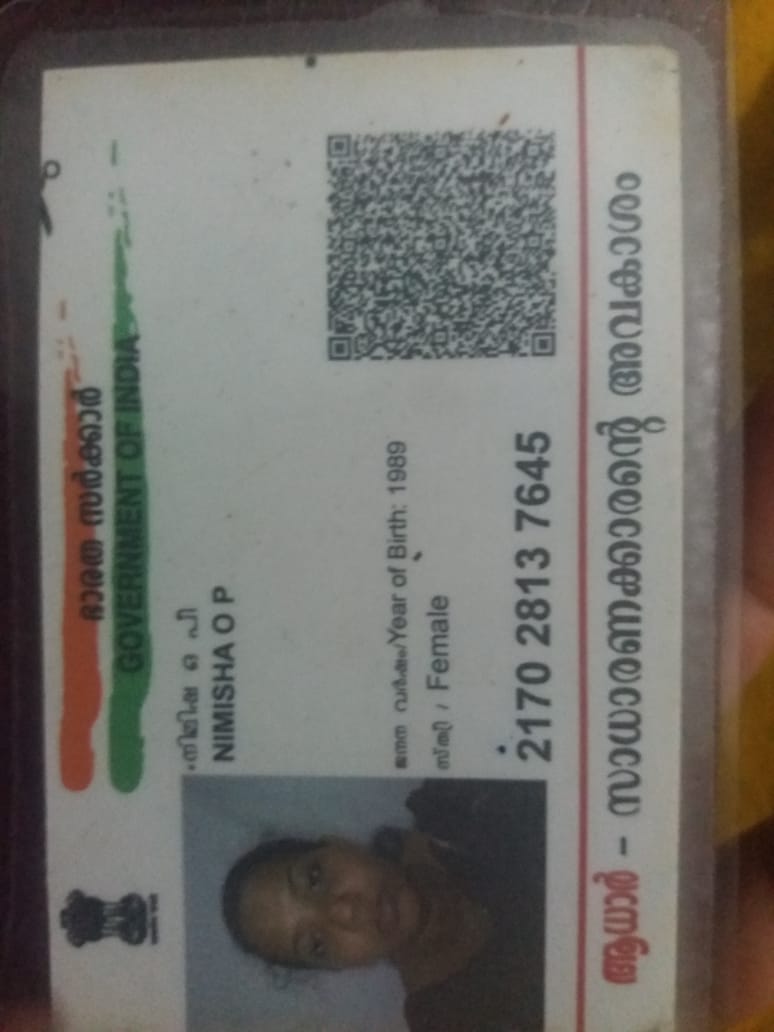 ഭാരത സർക്കാർ
GOVERNMENT OF INDIA
നിമിഷ ഒ പി
NIMISHA O P
ജനന വർഷം/Year of Birth: 1989
സ്ത്രീ / Female
2170 2813 7645
ആധാർ - സാധാരണക്കാരന്റെ അവകാശം